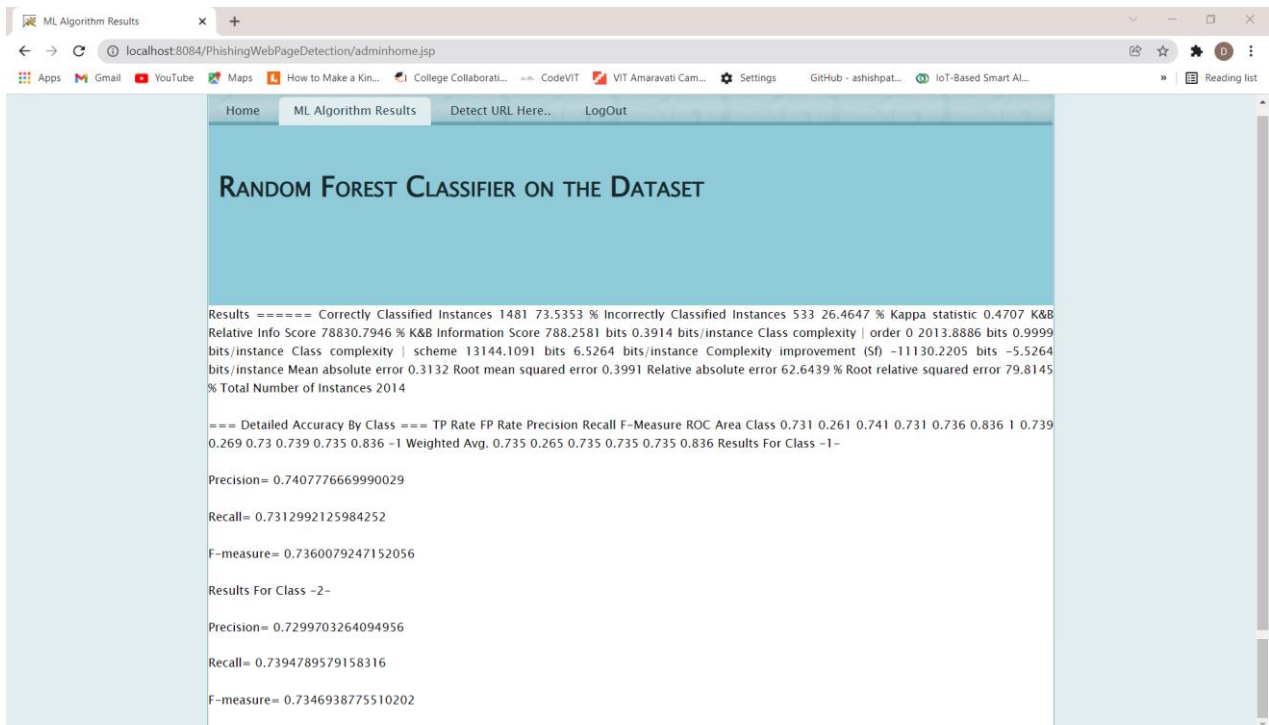 ML Algorithm Results
localhost:8084/PhishingWebPageDetection/adminhome.jsp
D
Apps Gmail YouTube Maps How to Make a Kin... College Collaborati... CodeVIT VIT Amaravati Cam... Settings GitHub - ashishpat... IoT-Based Smart Al... » Reading list
Home ML Algorithm Results Detect URL Here.. LogOut
RANDOM FOREST CLASSIFIER ON THE DATASET
Results ====== Correctly Classified Instances 1481 73.5353 % Incorrectly Classified Instances 533 26.4647 % Kappa statistic 0.4707 K&B
Relative Info Score 78830.7946 % K&B Information Score 788.2581 bits 0.3914 bits/instance Class complexity | order 0 2013.8886 bits 0.9999
bits/instance Class complexity | scheme 13144.1091 bits 6.5264 bits/instance Complexity improvement (Sf) -11130.2205 bits -5.5264
bits/instance Mean absolute error 0.3132 Root mean squared error 0.3991 Relative absolute error 62.6439 % Root relative squared error 79.8145
% Total Number of Instances 2014
=== Detailed Accuracy By Class === TP Rate FP Rate Precision Recall F-Measure ROC Area Class 0.731 0.261 0.741 0.731 0.736 0.836 1 0.739
0.269 0.73 0.739 0.735 0.836 -1 Weighted Avg. 0.735 0.265 0.735 0.735 0.735 0.836 Results For Class -1-
Precision= 0.7407776669990029
Recall= 0.7312992125984252
F-measure= 0.7360079247152056
Results For Class -2-
Precision= 0.7299703264094956
Recall= 0.7394789579158316
F-measure= 0.7346938775510202